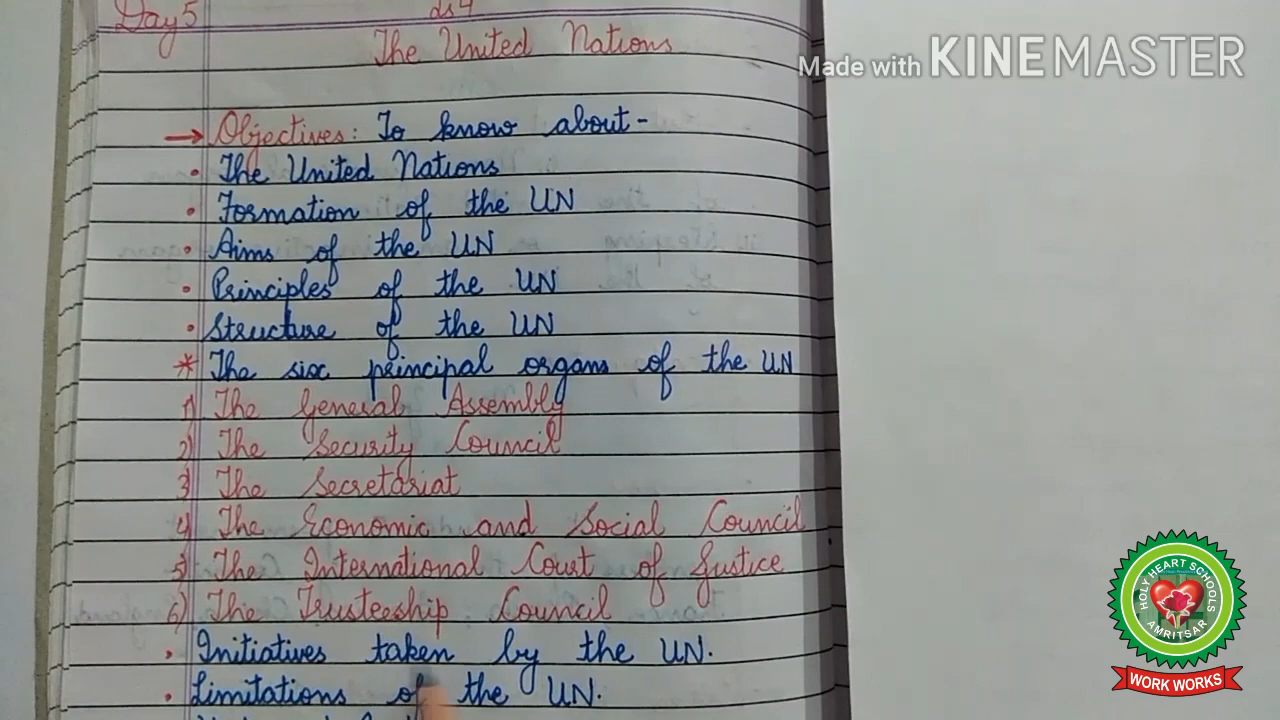 Day 5
The United Nations
Made with KINEMASTER
→ Objectives: To know about-
• The United Nations
• Formation of the UN
• Aims of the UN
• Principles of the UN
• Structure of the UN
* The six principal organs of the UN
1) The General Assembly
2) The Security Council
3) The Secretariat
4) The Economic and Social Council
5) The International Court of Justice
6) The Trusteeship Council
• Initiatives taken by the UN.
• Limitations of the UN.
HOLY HEART SCHOOLS
AMRITSAR
WORK WORKS